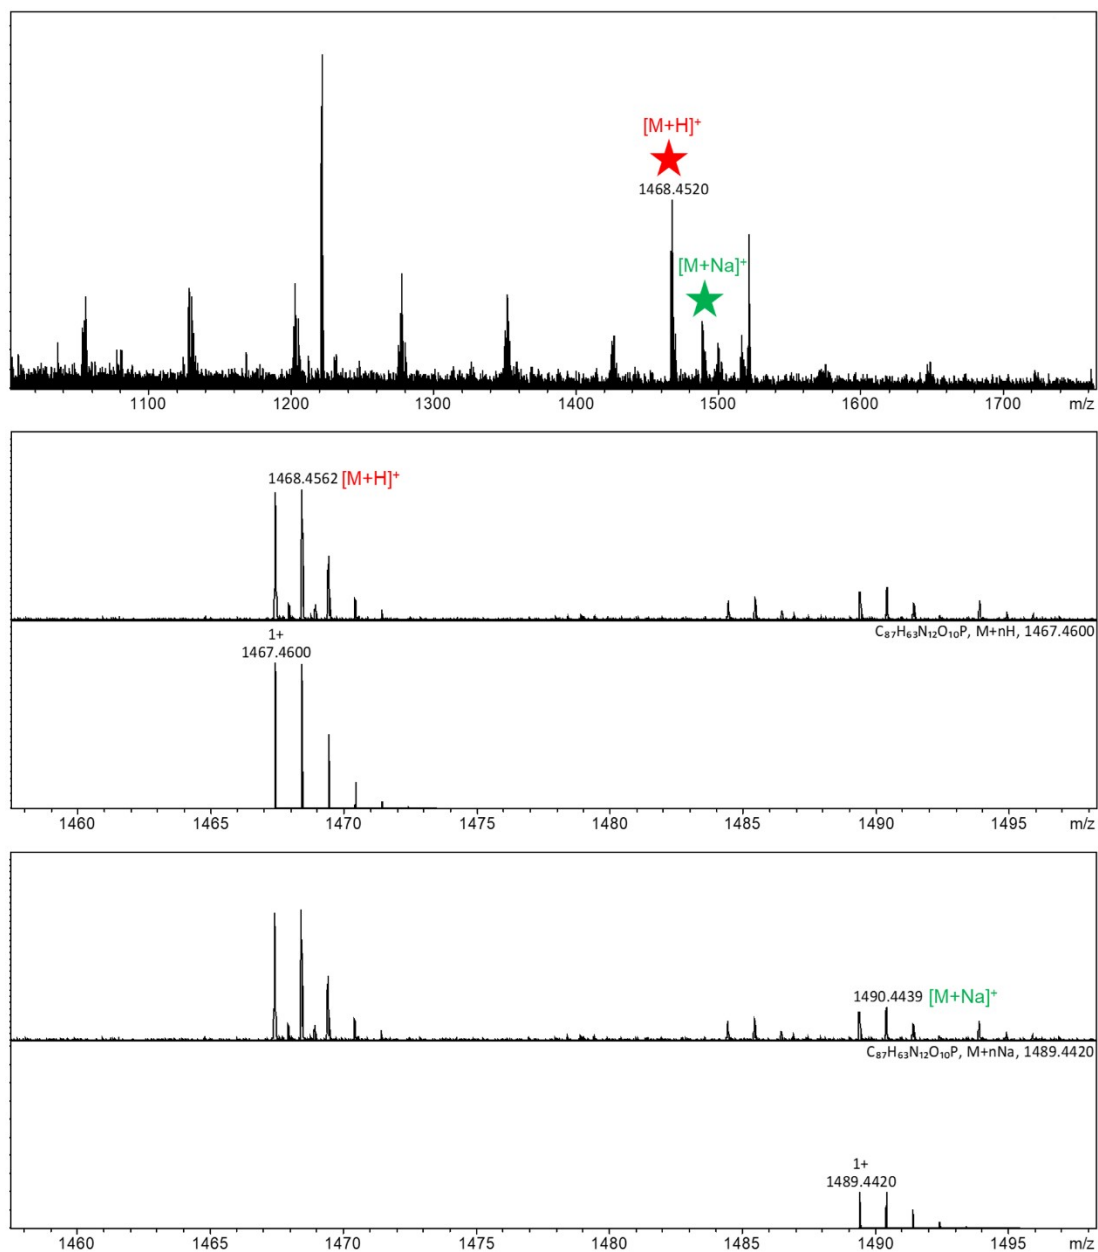 [M+H]⁺
1468.4520
[M+Na]⁺
1100 1200 1300 1400 1500 1600 1700 m/z
1468.4562 [M+H]⁺
C₈₇H₆₃N₁₂O₁₀P, M+nH, 1467.4600
1+
1467.4600
1460 1465 1470 1475 1480 1485 1490 1495 m/z
1490.4439 [M+Na]⁺
C₈₇H₆₃N₁₂O₁₀P, M+nNa, 1489.4420
1+
1489.4420
1460 1465 1470 1475 1480 1485 1490 1495 m/z